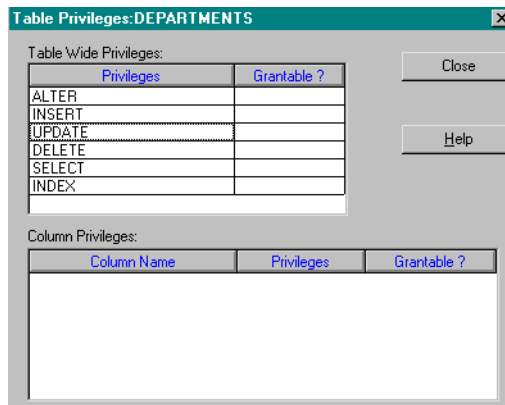 Table Privileges:DEPARTMENTS
Table Wide Privileges:
Privileges Grantable ?
Close
ALTER
INSERT
UPDATE
Help
DELETE
SELECT
INDEX
Column Privileges:
Column Name Privileges Grantable ?